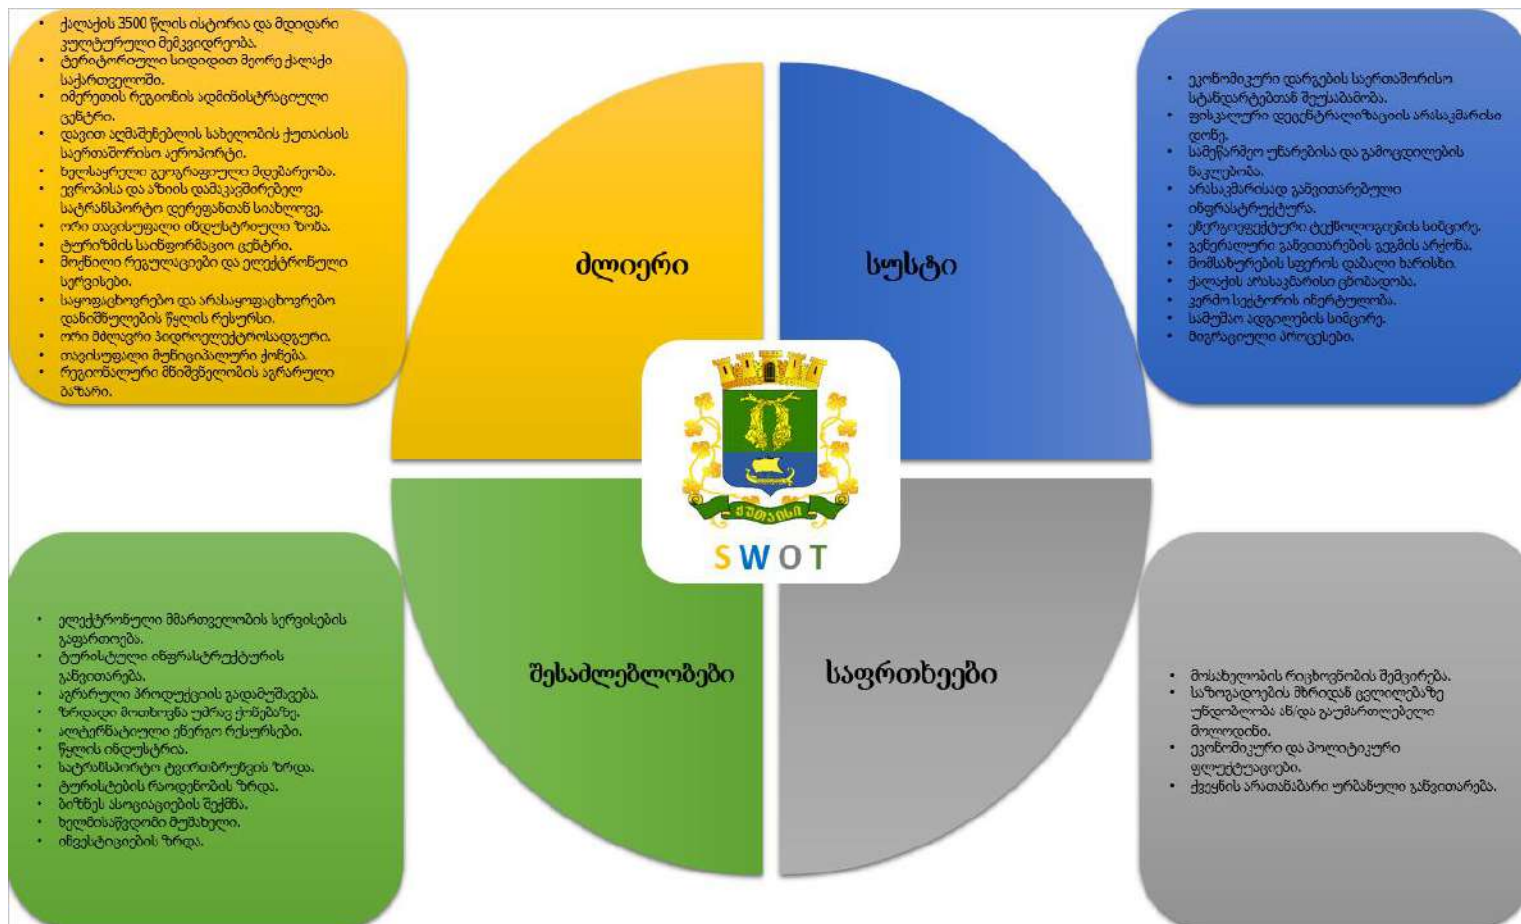 • ქალაქის 3500 წლის ისტორია და მდიდარი
კულტურული მემკვიდრეობა.
• ტერიტორიული სიდიდით მეორე ქალაქი
საქართველოში.
• იმერეთის რეგიონის ადმინისტრაციული
ცენტრი.
• დავით აღმაშენებლის სახელობის ქუთაისის
საერთაშორისო აეროპორტი.
• ხელსაყრელი გეოგრაფიული მდებარეობა.
• ევროპისა და აზიის დამაკავშირებელ
სატრანსპორტო დერეფანთან სიახლოვე.
• ორი თავისუფალი ინდუსტრიული ზონა.
• ტურიზმის საინფორმაციო ცენტრი.
• მოქნილი რეგულაციები და ელექტრონული
სერვისები.
• საყოფაცხოვრებო და არასაყოფაცხოვრებო
დანიშნულების წყლის რესურსი.
• ორი მძლავრი ჰიდროელექტროსადგური.
• თავისუფალი მუნიციპალური ქონება.
• რეგიონალური მნიშვნელობის აგრარული
ბაზარი.
ძლიერი
სუსტი
• ეკონომიკური დარგების საერთაშორისო
სტანდარტებთან შეუსაბამობა.
• ფისკალური დეცენტრალიზაციის არასაკმარისი
დონე.
• სამეწარმეო უნარებისა და გამოცდილების
ნაკლებობა.
• არასაკმარისად განვითარებული
ინფრასტრუქტურა.
• ენერგოეფექტური ტექნოლოგიების სიმცირე.
• გენერალური განვითარების გეგმის არქონა.
• მომსახურების სფეროს დაბალი ხარისხი.
• ქალაქის არასაკმარისი ცნობადობა.
• კერძო სექტორის ინერტულობა.
• სამუშაო ადგილების სიმცირე.
• მიგრაციული პროცესები.
ქუთაისი
SWOT
• ელექტრონული მმართველობის სერვისების
გაფართოება.
• ტურისტული ინფრასტრუქტურის
განვითარება.
• აგრარული პროდუქციის გადამუშავება.
• ზრდადი მოთხოვნა უძრავ ქონებაზე.
• ალტერნატიული ენერგო რესურსები.
• წყლის ინდუსტრია.
• სატრანსპორტო ტვირთბრუნვის ზრდა.
• ტურისტების რაოდენობის ზრდა.
• ბიზნეს ასოციაციების შექმნა.
• ხელმისაწვდომი მუშახელი.
• ინვესტიციების ზრდა.
შესაძლებლობები
საფრთხეები
• მოსახელობის რიცხოვნობის შემცირება.
• საზოგადოების მხრიდან ცვლილებაზე
უნდობლობა ან/და გაუმართლებელი
მოლოდინი.
• ეკონომიკური და პოლიტიკური
ფლუქტუაციები.
• ქვეყნის არათანაბარი ურბანული განვითარება.